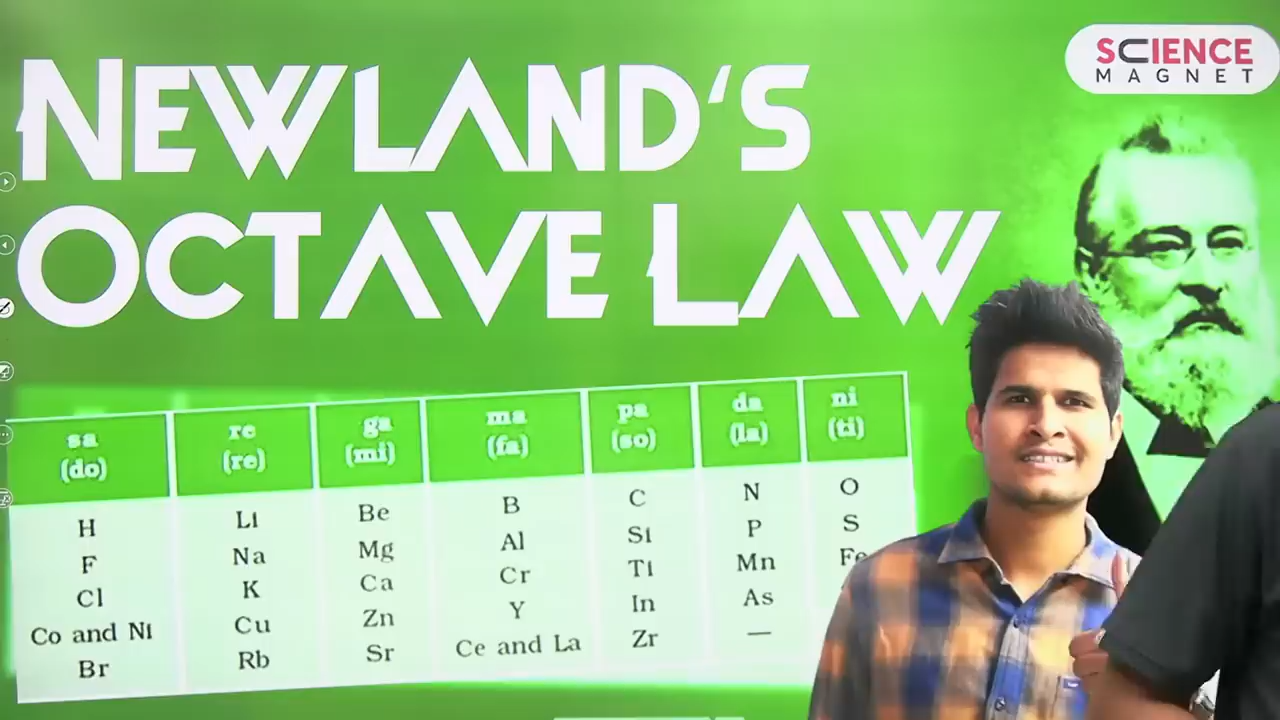 SCIENCE
MAGNET
NEWLAND'S
OCTAVE LAW
sa re ga ma pa da ni
(do) (re) (mi) (fa) (so) (la) (ti)
H Li Be B C N O
F Na Mg Al Si P S
Cl K Ca Cr Ti Mn Fe
Co and Ni Cu Zn Y In As
Br Rb Sr Ce and La Zr —